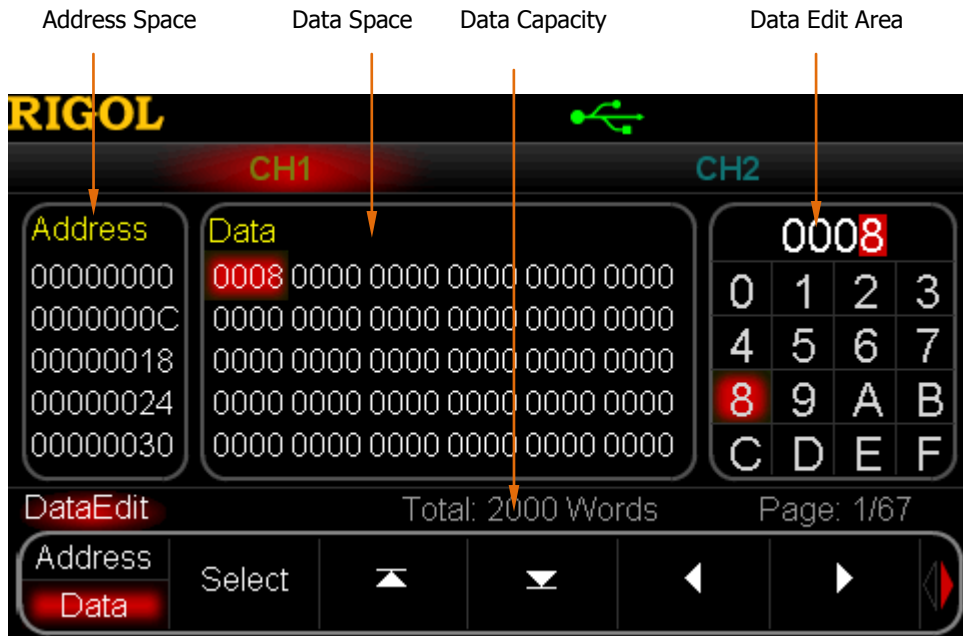 Address Space Data Space Data Capacity Data Edit Area
RIGOL
CH1 CH2
Address Data 0008
00000000 0008 0000 0000 0000 0000 0000 0 1 2 3
0000000C 0000 0000 0000 0000 0000 0000 4 5 6 7
00000018 0000 0000 0000 0000 0000 0000 8 9 A B
00000024 0000 0000 0000 0000 0000 0000 C D E F
00000030 0000 0000 0000 0000 0000 0000
DataEdit Total: 2000 Words Page: 1/67
Address
Data Select